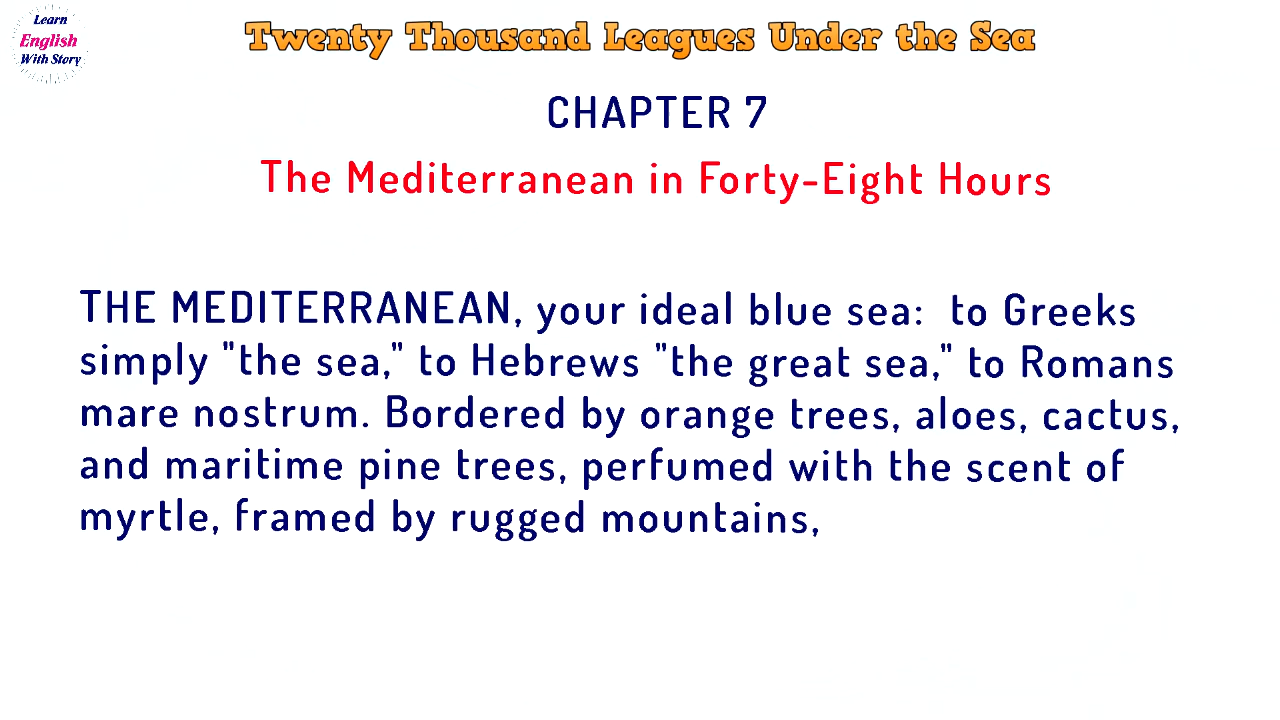 Learn
English
With Story
Twenty Thousand Leagues Under the Sea
CHAPTER 7
The Mediterranean in Forty-Eight Hours
THE MEDITERRANEAN, your ideal blue sea:  to Greeks
simply "the sea," to Hebrews "the great sea," to Romans
mare nostrum. Bordered by orange trees, aloes, cactus,
and maritime pine trees, perfumed with the scent of
myrtle, framed by rugged mountains,